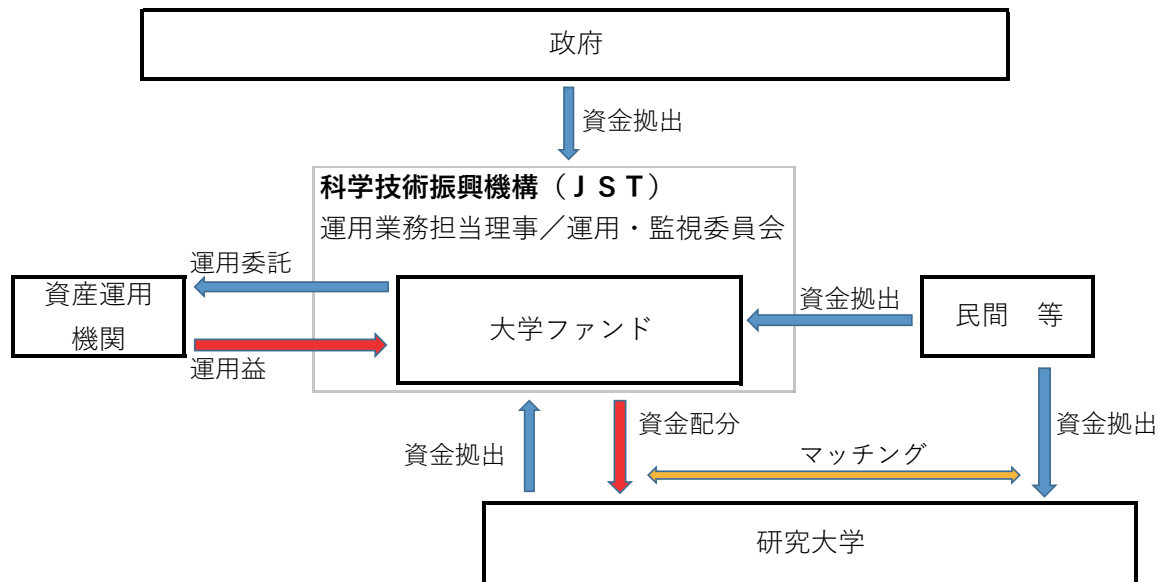 政府
資金拠出
科学技術振興機構(JST)
運用業務担当理事/運用・監視委員会
運用委託
資産運用
機関
運用益
大学ファンド
資金拠出
民間 等
資金拠出
資金配分
マッチング
資金拠出
研究大学